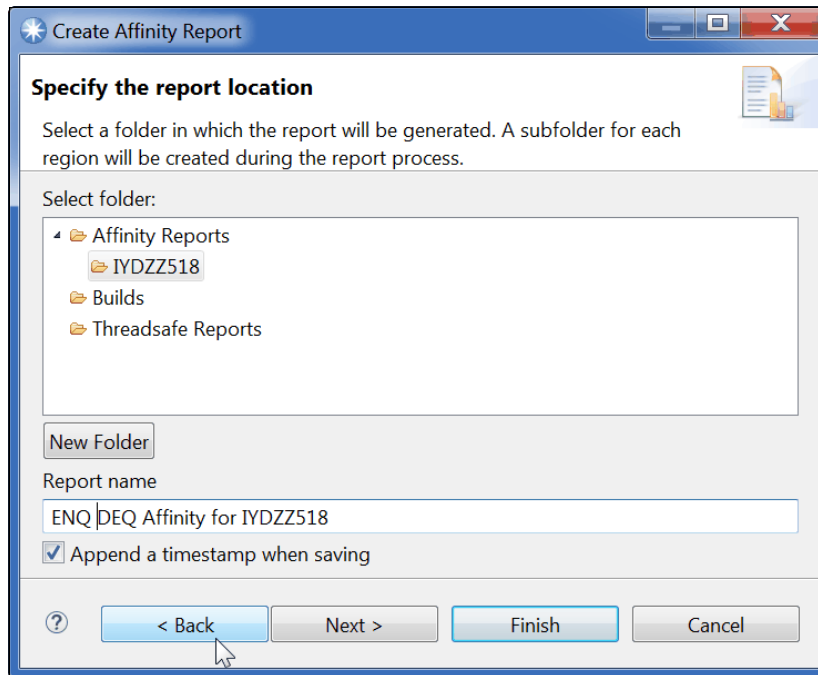 Create Affinity Report
Specify the report location
Select a folder in which the report will be generated. A subfolder for each
region will be created during the report process.
Select folder:
Affinity Reports
IYDZZ518
Builds
Threadsafe Reports
New Folder
Report name
ENQ DEQ Affinity for IYDZZ518
Append a timestamp when saving
? < Back Next > Finish Cancel